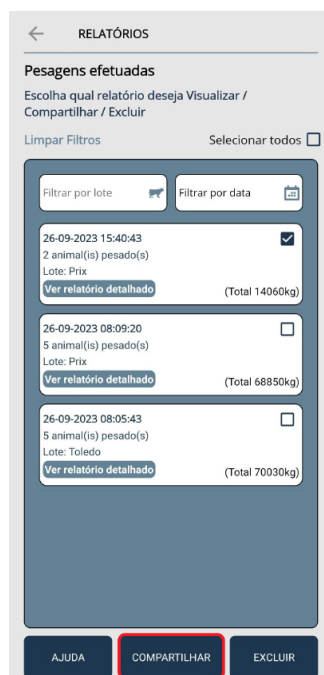 RELATÓRIOS
Pesagens efetuadas
Escolha qual relatório deseja Visualizar /
Compartilhar / Excluir
Limpar Filtros Selecionar todos
Filtrar por lote Filtrar por data
26-09-2023 15:40:43
2 animal(is) pesado(s)
Lote: Prix
Ver relatório detalhado (Total 14060kg)
26-09-2023 08:09:20
5 animal(is) pesado(s)
Lote: Prix
Ver relatório detalhado (Total 68850kg)
26-09-2023 08:05:43
5 animal(is) pesado(s)
Lote: Toledo
Ver relatório detalhado (Total 70030kg)
AJUDA COMPARTILHAR EXCLUIR